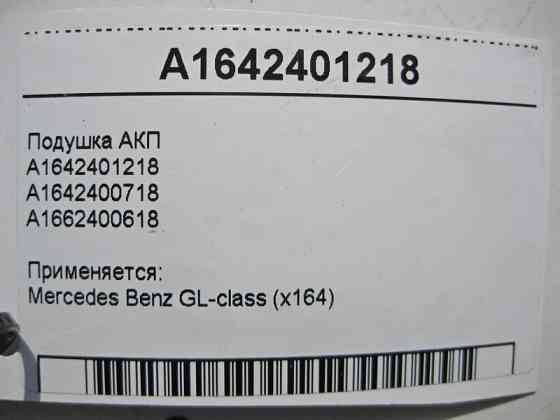 A1642401218
Подушка АКП
A1642401218
A1642400718
A1662400618
Применяется:
Mercedes Benz GL-class (x164)